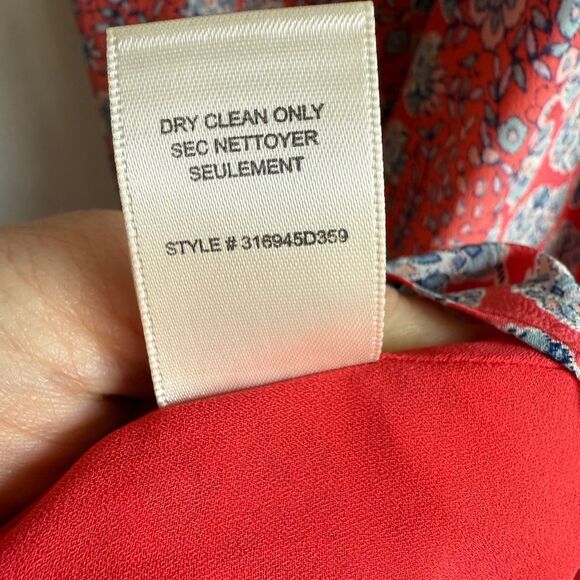 DRY CLEAN ONLY
SEC NETTOYER
SEULEMENT
STYLE # 316945D359